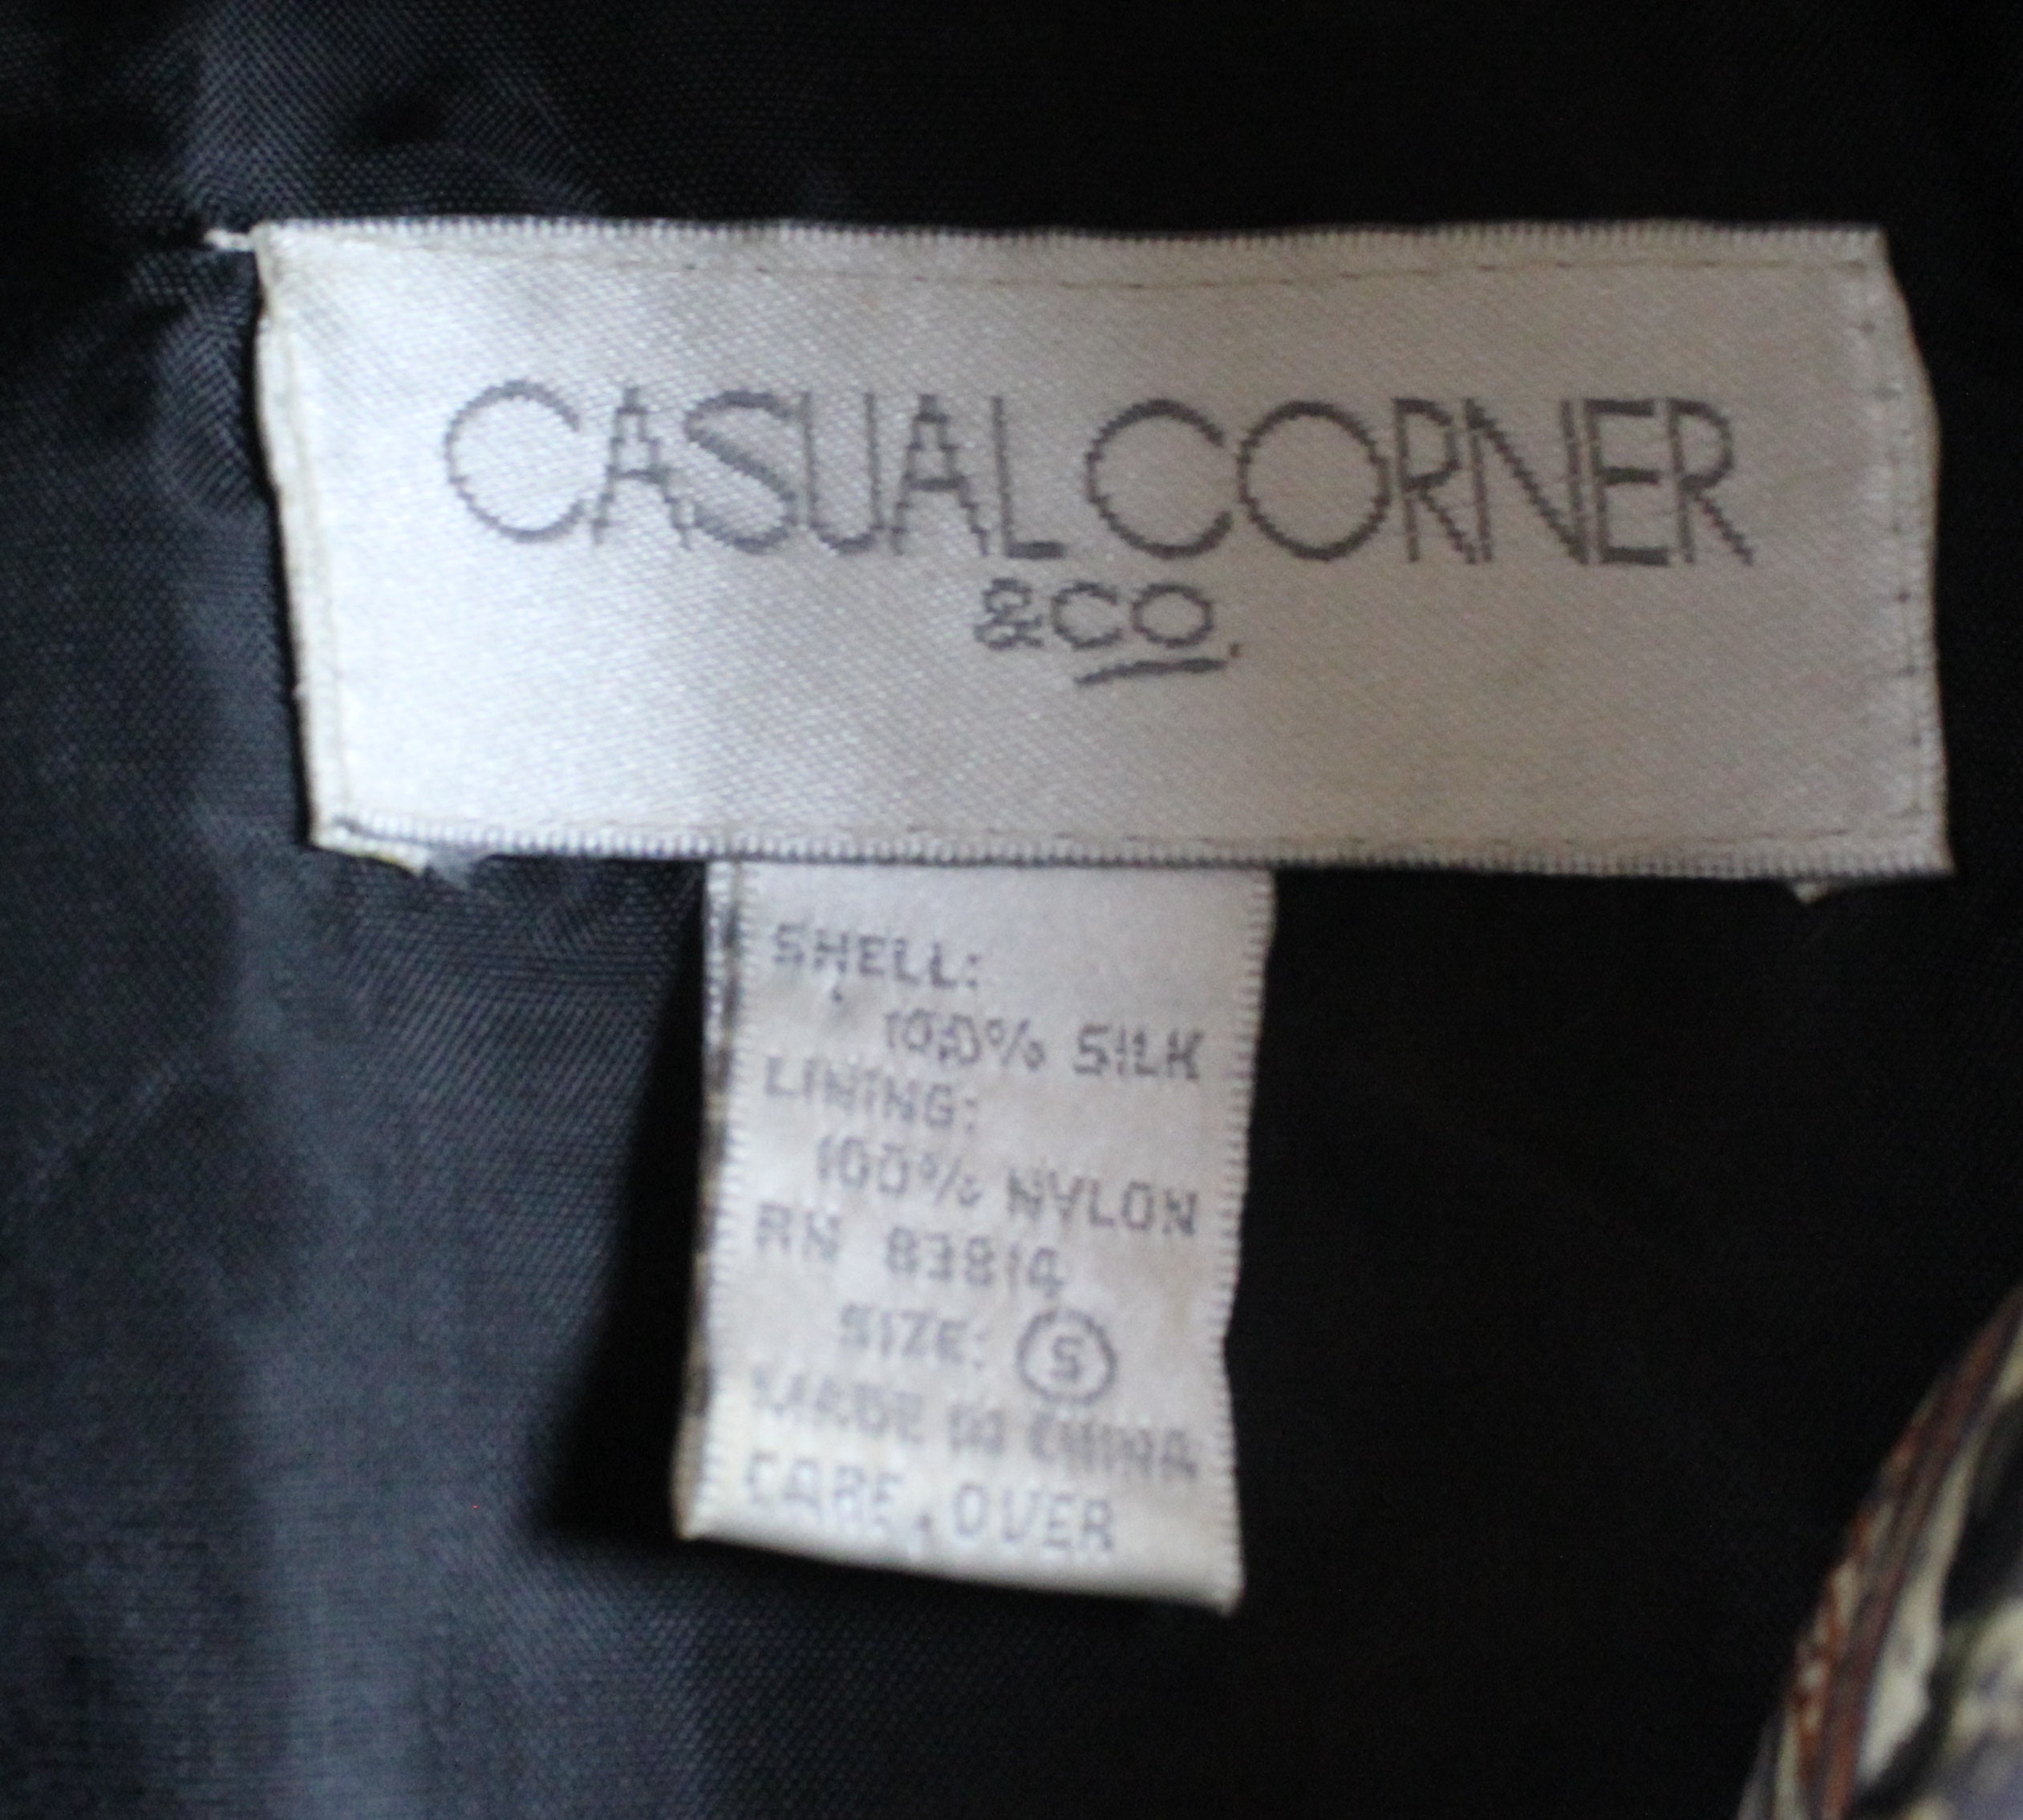 CASUAL CORNER
&CO.
SHELL:
100% SILK
LINING:
100% NYLON
RN 83814
SIZE: S
MADE IN CHINA
CARE OVER